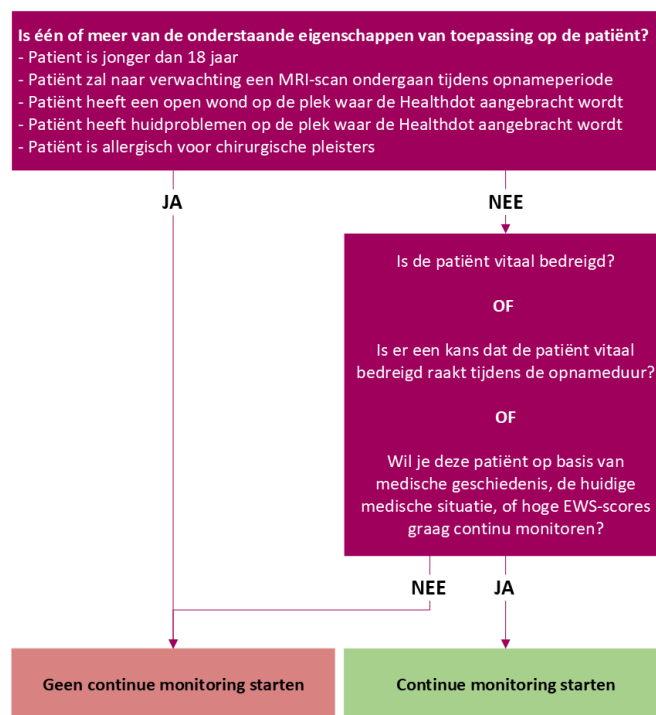 Is één of meer van de onderstaande eigenschappen van toepassing op de patiënt?
- Patient is jonger dan 18 jaar
- Patiënt zal naar verwachting een MRI-scan ondergaan tijdens opnameperiode
- Patiënt heeft een open wond op de plek waar de Healthdot aangebracht wordt
- Patiënt heeft huidproblemen op de plek waar de Healthdot aangebracht wordt
- Patiënt is allergisch voor chirurgische pleisters
JA
NEE
Is de patiënt vitaal bedreigd?
OF
Is er een kans dat de patiënt vitaal
bedreigd raakt tijdens de opnameduur?
OF
Wil je deze patiënt op basis van
medische geschiedenis, de huidige
medische situatie, of hoge EWS-scores
graag continu monitoren?
NEE
JA
Geen continue monitoring starten
Continue monitoring starten